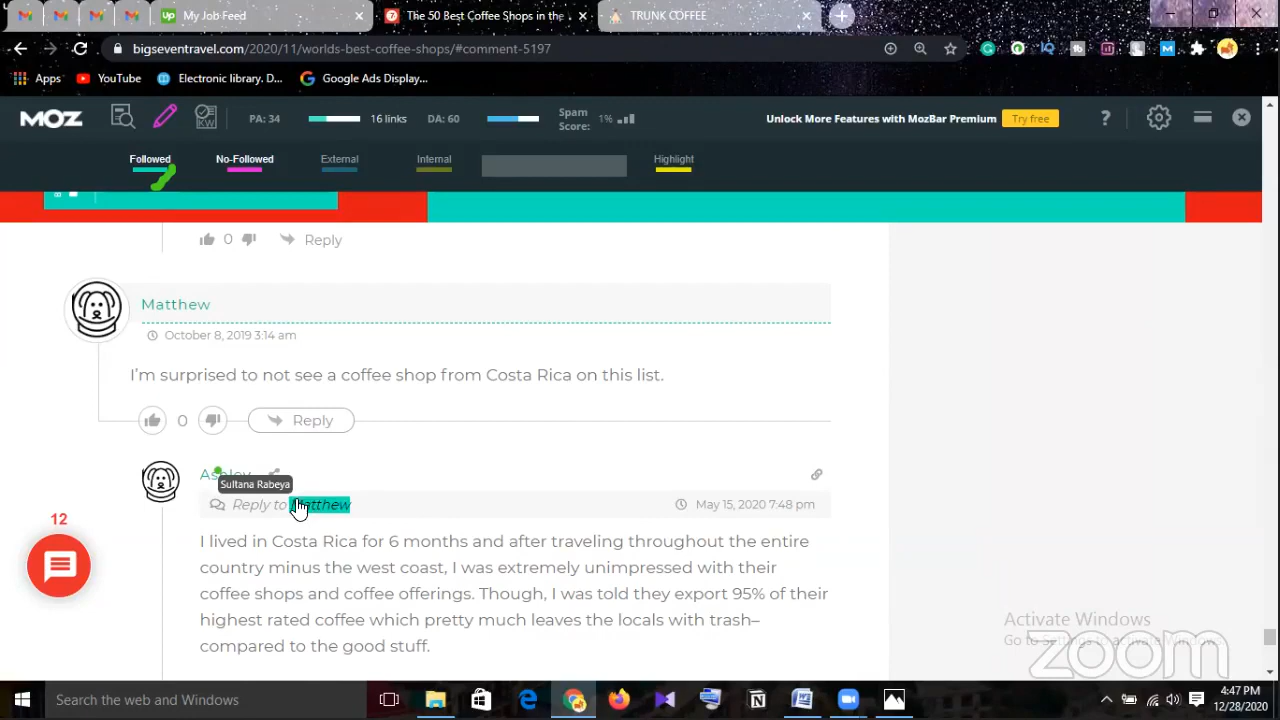 My Job Feed
The 50 Best Coffee Shops in the
TRUNK COFFEE
bigseventravel.com/2020/11/worlds-best-coffee-shops/#comment-5197
Apps
YouTube
Electronic library. D...
Google Ads Display...
MOZ
PA: 34
16 links
DA: 60
Spam Score: 1%
Unlock More Features with MozBar Premium
Try free
?
Followed
No-Followed
External
Internal
Highlight
0
Reply
Matthew
October 8, 2019 3:14 am
I'm surprised to not see a coffee shop from Costa Rica on this list.
0
Reply
Ashley
Sultana Rabeya
Reply to Matthew
May 15, 2020 7:48 pm
I lived in Costa Rica for 6 months and after traveling throughout the entire
country minus the west coast, I was extremely unimpressed with their
coffee shops and coffee offerings. Though, I was told they export 95% of their
highest rated coffee which pretty much leaves the locals with trash–
compared to the good stuff.
12
Activate Windows
zoom
Search the web and Windows
4:47 PM
12/28/2020